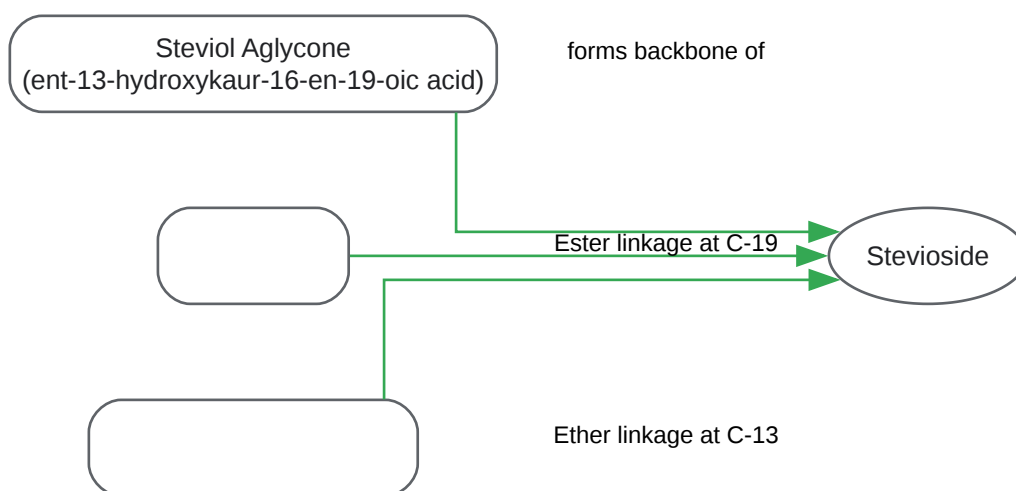 Steviol Aglycone
(ent-13-hydroxykaur-16-en-19-oic acid)
forms backbone of
Ester linkage at C-19
Stevioside
Ether linkage at C-13